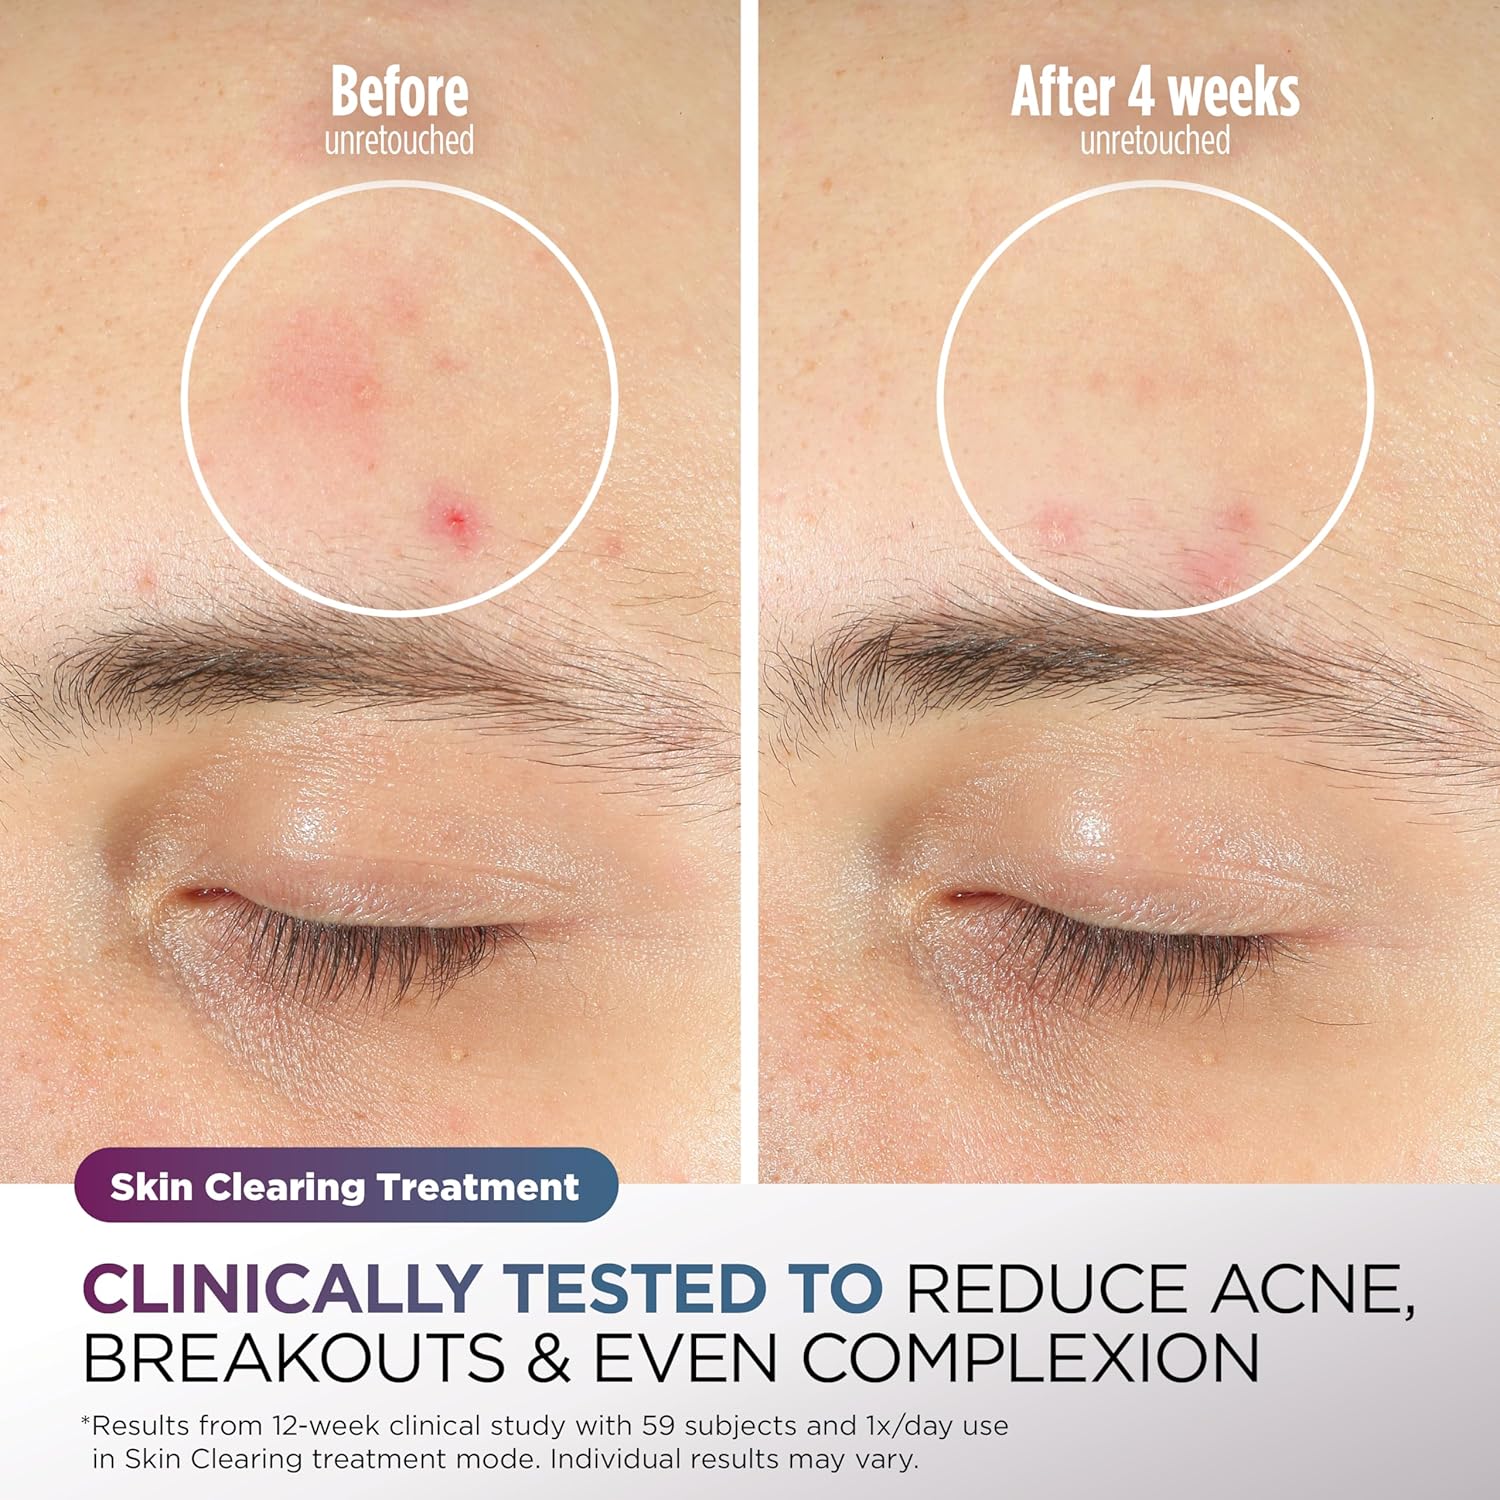 Before
unretouched
After 4 weeks
unretouched
Skin Clearing Treatment
CLINICALLY TESTED TO REDUCE ACNE,
BREAKOUTS & EVEN COMPLEXION
*Results from 12-week clinical study with 59 subjects and 1x/day use
in Skin Clearing treatment mode. Individual results may vary.